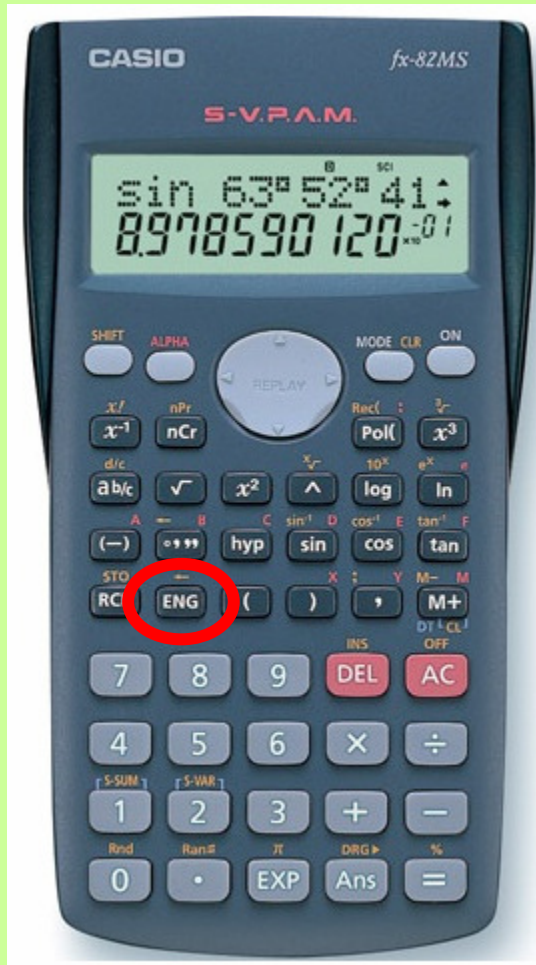 CASIO fx-82MS
S-V.P.A.M.
D SCI
sin 63°52°41
8.978590120 ×10 -01
SHIFT ALPHA MODE CLR ON
REPLAY
x! nPr Rec( : ³√
x⁻¹ nCr Pol( x³
d/c ˣ√ 10ˣ eˣ e
ab/c √ x² ^ log ln
A ← B C sin⁻¹ D cos⁻¹ E tan⁻¹ F
(−) °,,, hyp sin cos tan
STO ← X ; Y M− M
ENG ( ) , M+
DT CL
INS OFF
7 8 9 DEL AC
4 5 6 × ÷
S-SUM S-VAR
1 2 3 + −
Rnd Ran# π DRG► %
0 · EXP Ans =